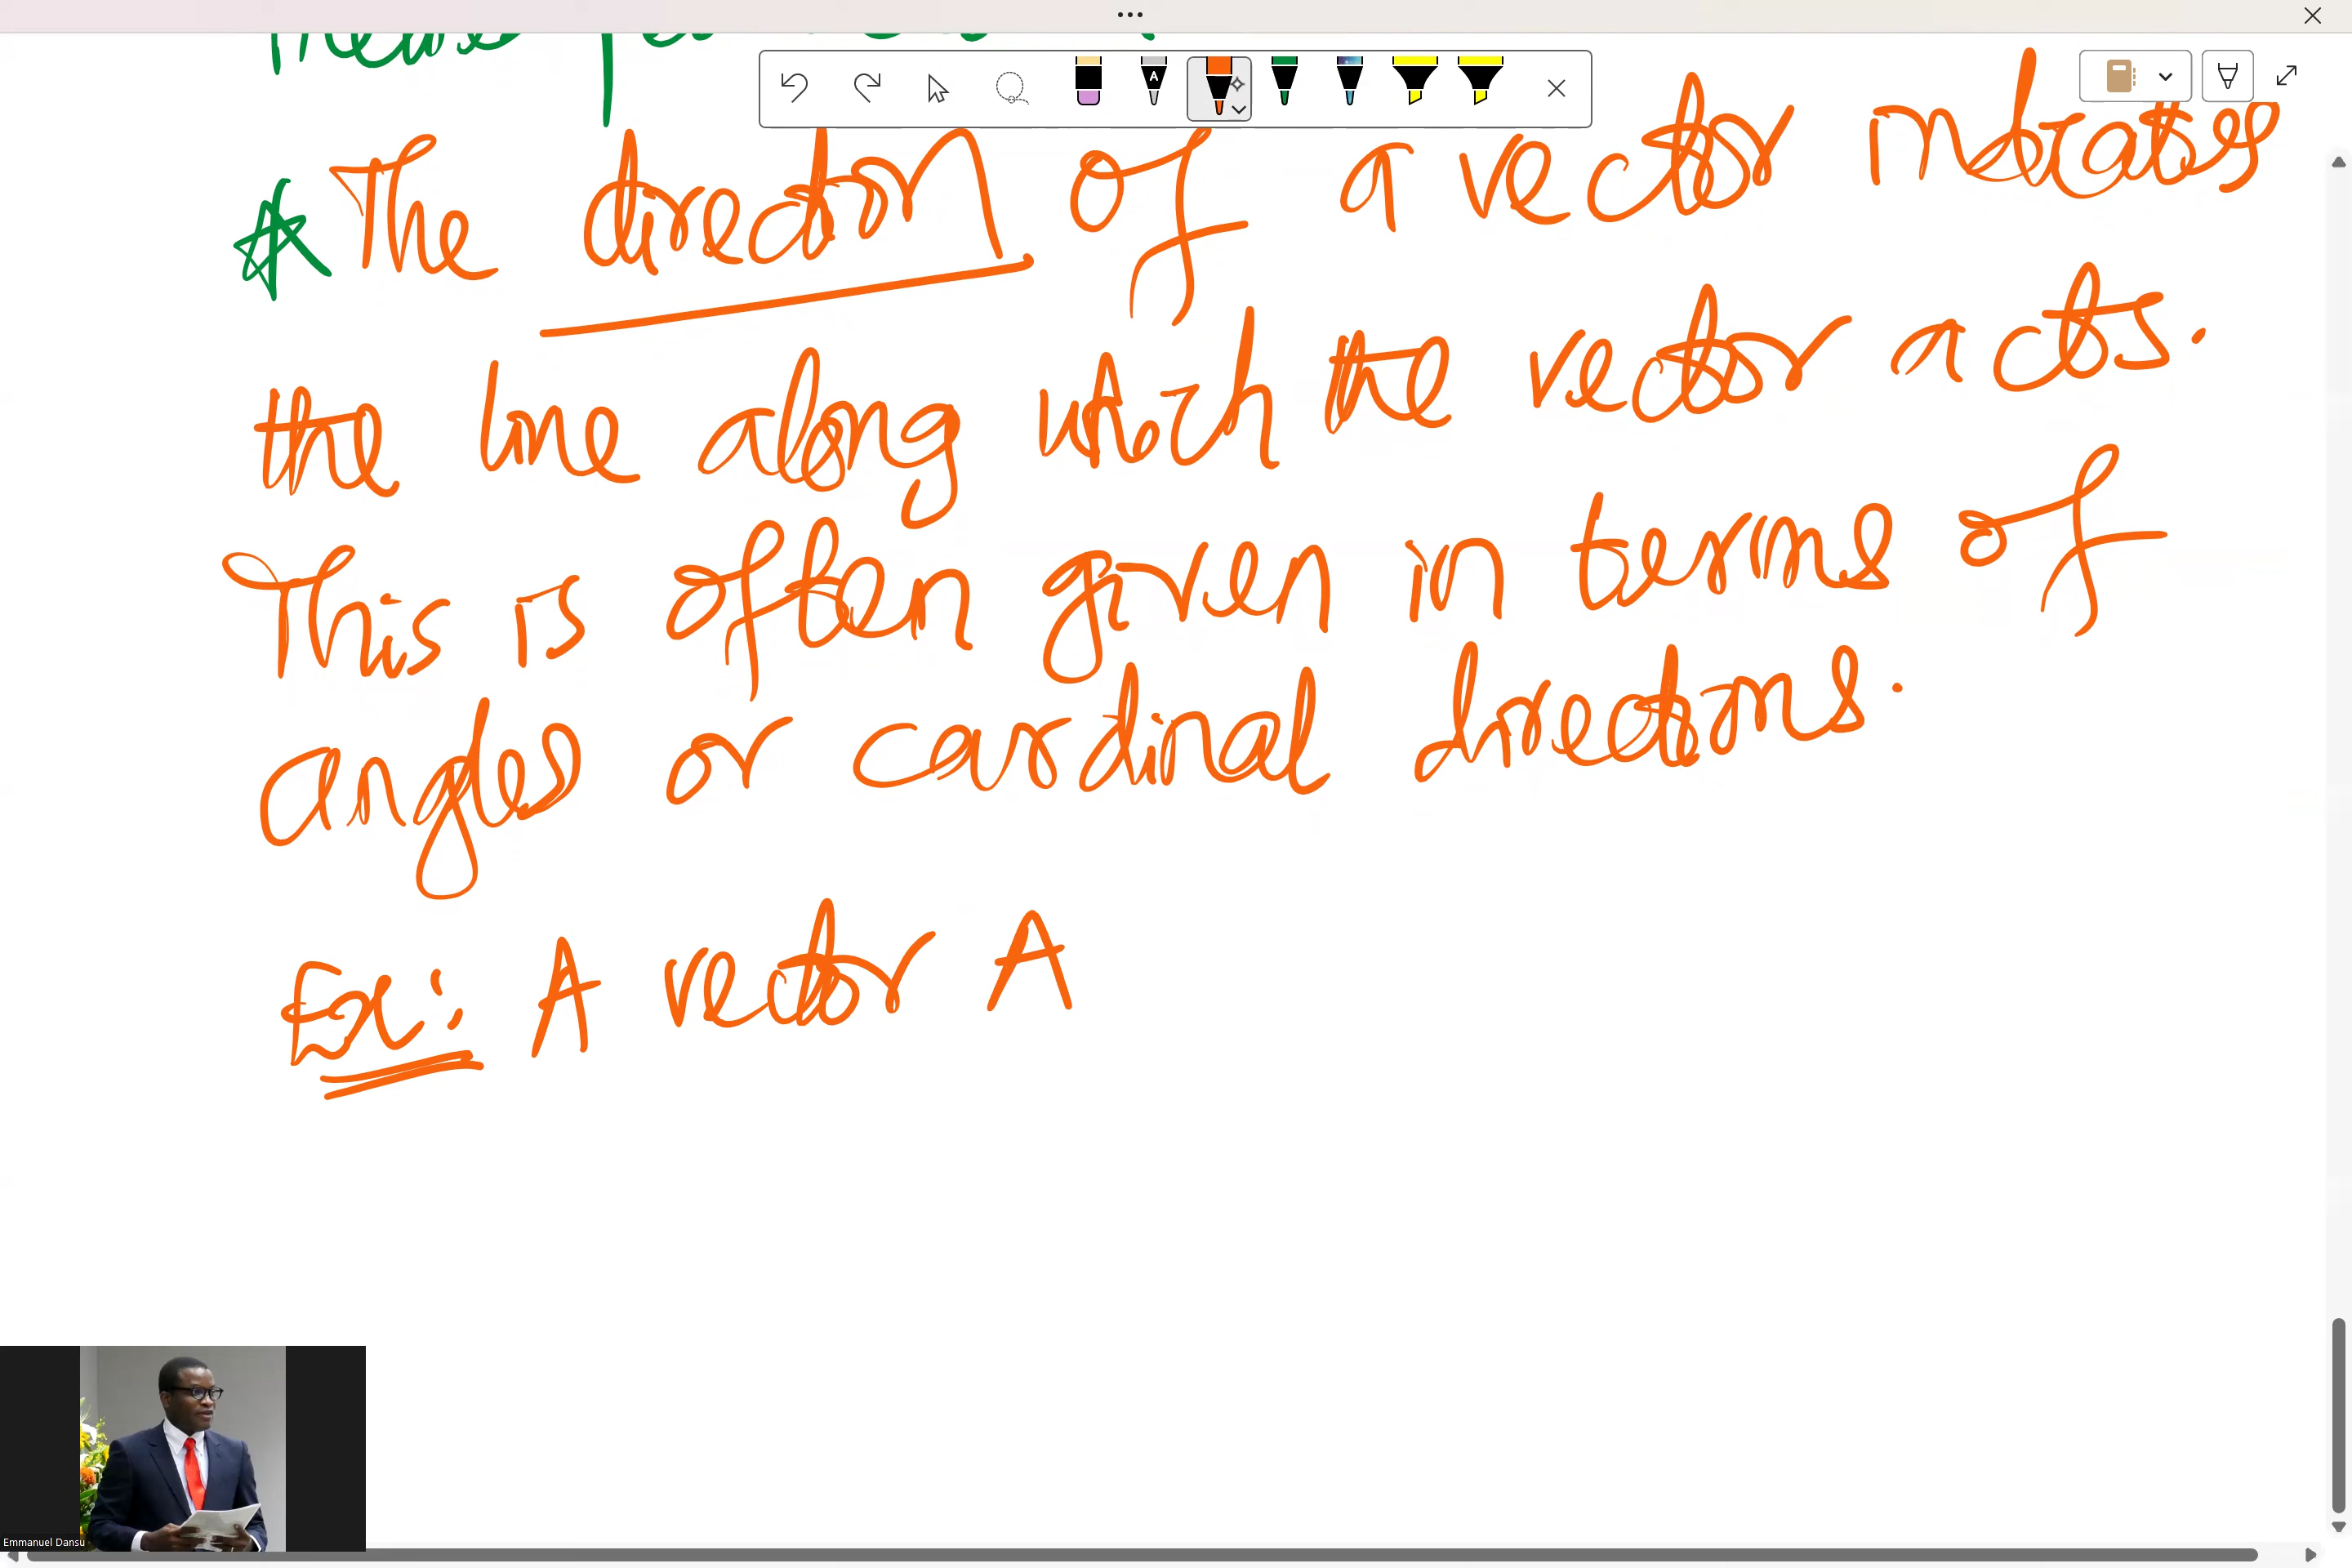 The direction of a vector indicates
the line along which the vector acts.
This is often given in terms of
angles or cardinal directions.
Ex: A vector A
Emmanuel Dansu